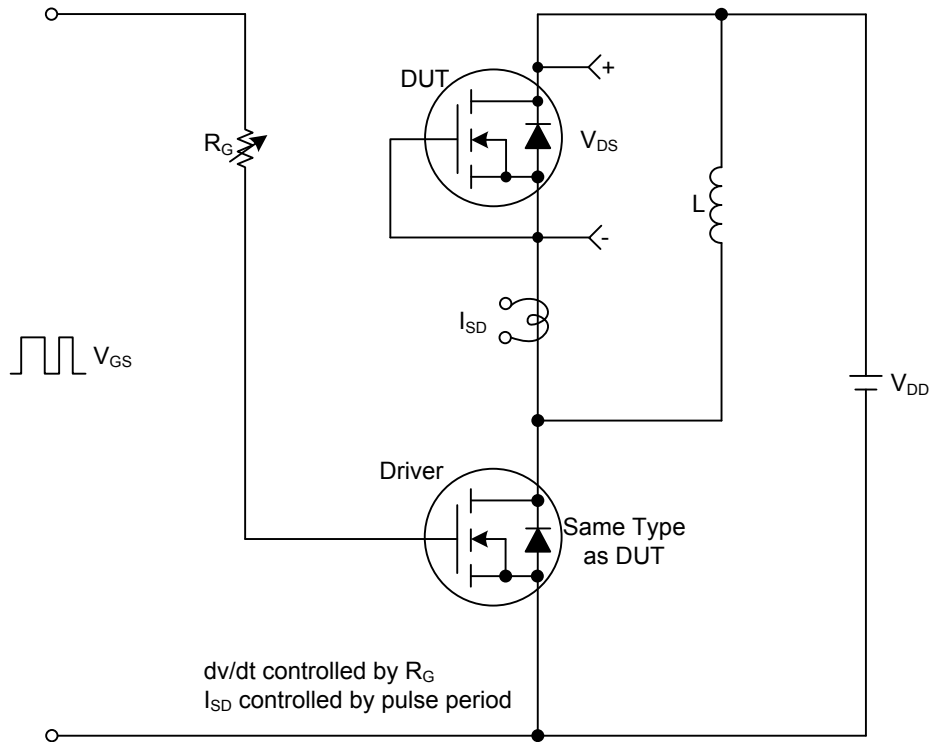 DUT
+
R_G
V_DS
L
-
I_SD
V_GS
V_DD
Driver
Same Type
as DUT
dv/dt controlled by R_G
I_SD controlled by pulse period